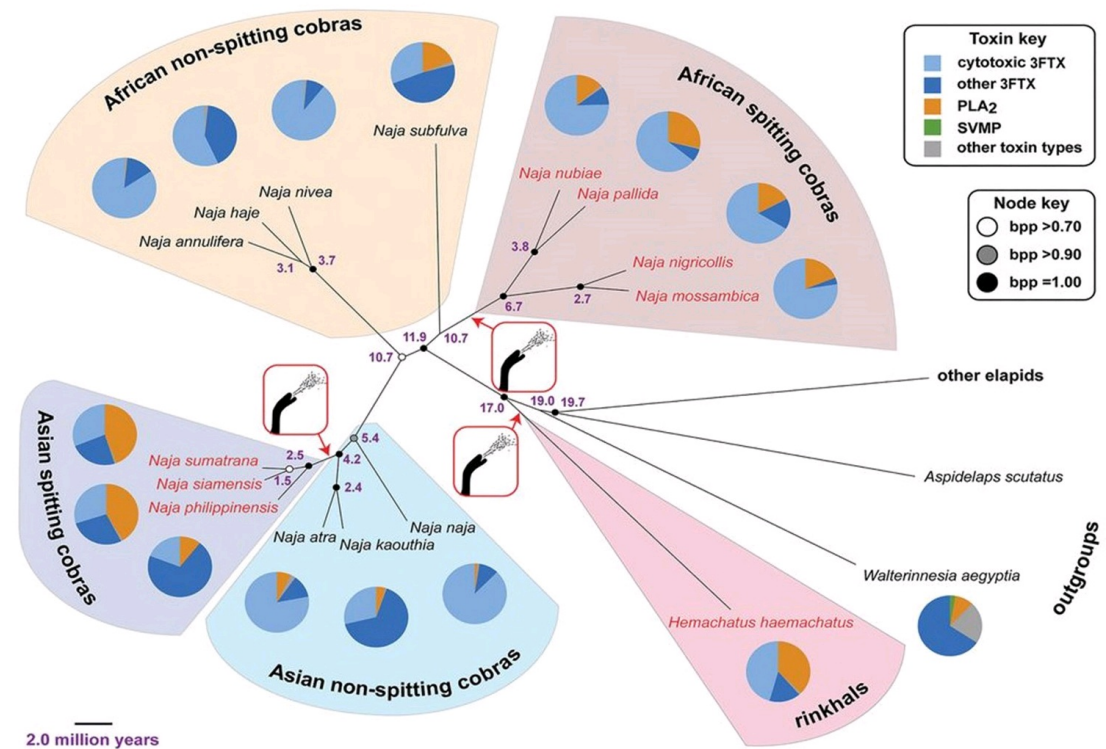 African non-spitting cobras
African spitting cobras
Toxin key
cytotoxic 3FTX
other 3FTX
PLA2
SVMP
other toxin types
Node key
bpp >0.70
bpp >0.90
bpp =1.00
Naja subfulva
Naja nivea
Naja haje
Naja annulifera
3.1
3.7
Naja nubiae
Naja pallida
3.8
Naja nigricollis
Naja mossambica
6.7
2.7
11.9
10.7
10.7
17.0
19.0
19.7
other elapids
Aspidelaps scutatus
Walterinnesia aegyptia
outgroups
Hemachatus haemachatus
rinkhals
Asian spitting cobras
Naja sumatrana
Naja siamensis
Naja philippinensis
2.5
1.5
5.4
4.2
2.4
Naja atra
Naja kaouthia
Naja naja
Asian non-spitting cobras
2.0 million years